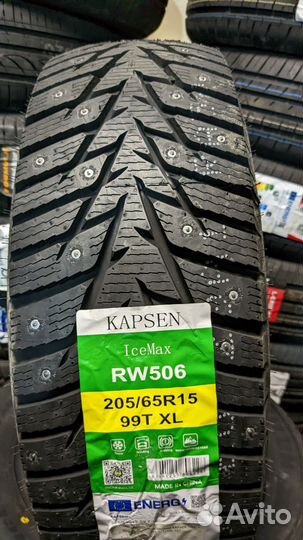 KAPSEN
IceMax
RW506
205/65R15
99T XL
ENERG
Avito